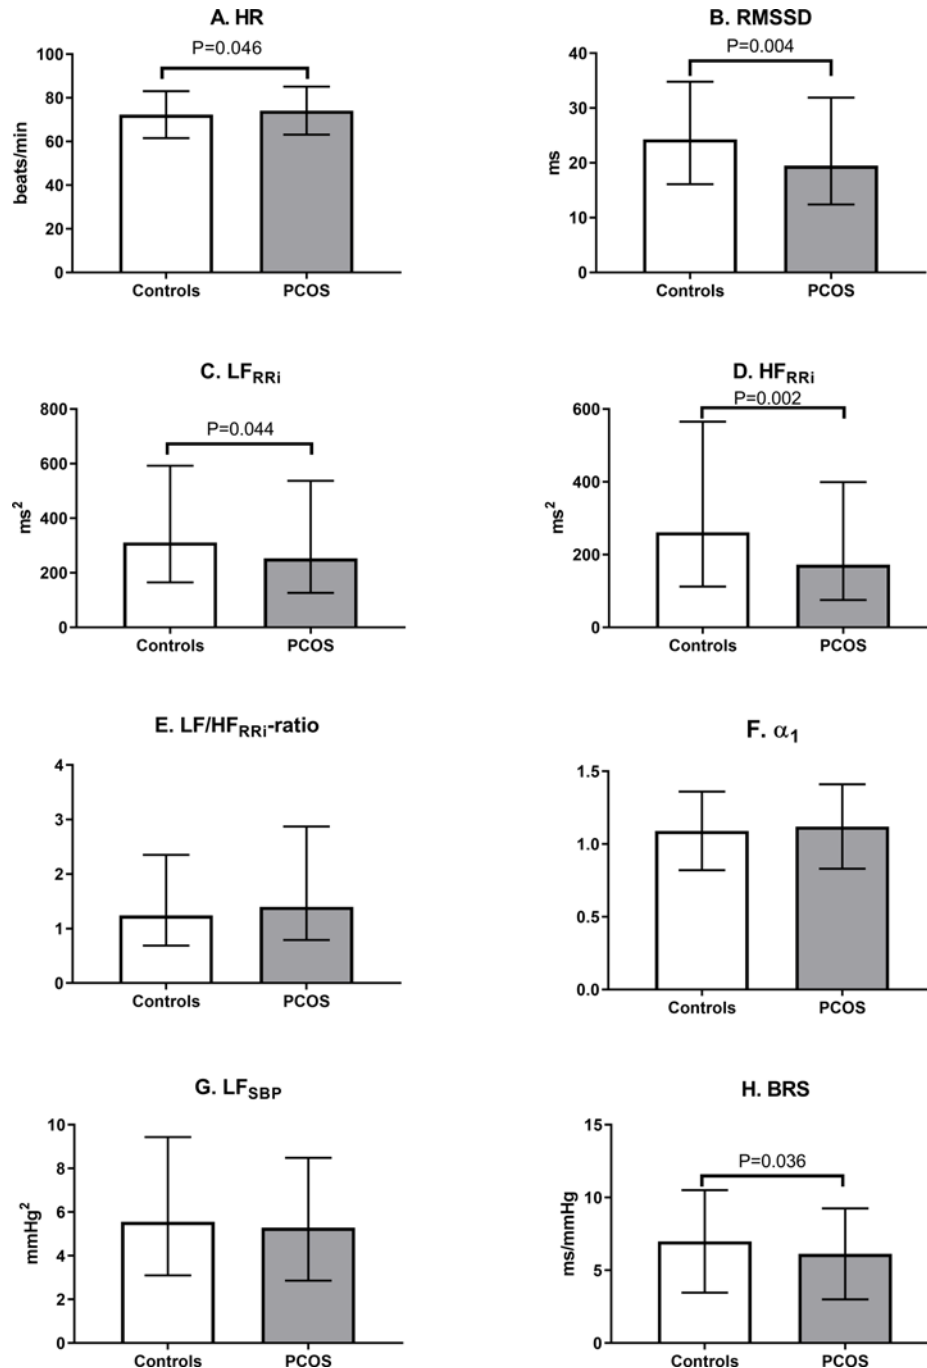 A. HR
P=0.046
100
80
60
40
20
0
beats/min
Controls PCOS
B. RMSSD
P=0.004
40
30
20
10
0
ms
Controls PCOS
C. LF_RRi
P=0.044
800
600
400
200
0
ms²
Controls PCOS
D. HF_RRi
P=0.002
600
400
200
0
ms²
Controls PCOS
E. LF/HF_RRi-ratio
4
3
2
1
0
Controls PCOS
F. α₁
1.5
1.0
0.5
0.0
Controls PCOS
G. LF_SBP
10
8
6
4
2
0
mmHg²
Controls PCOS
H. BRS
P=0.036
15
10
5
0
ms/mmHg
Controls PCOS